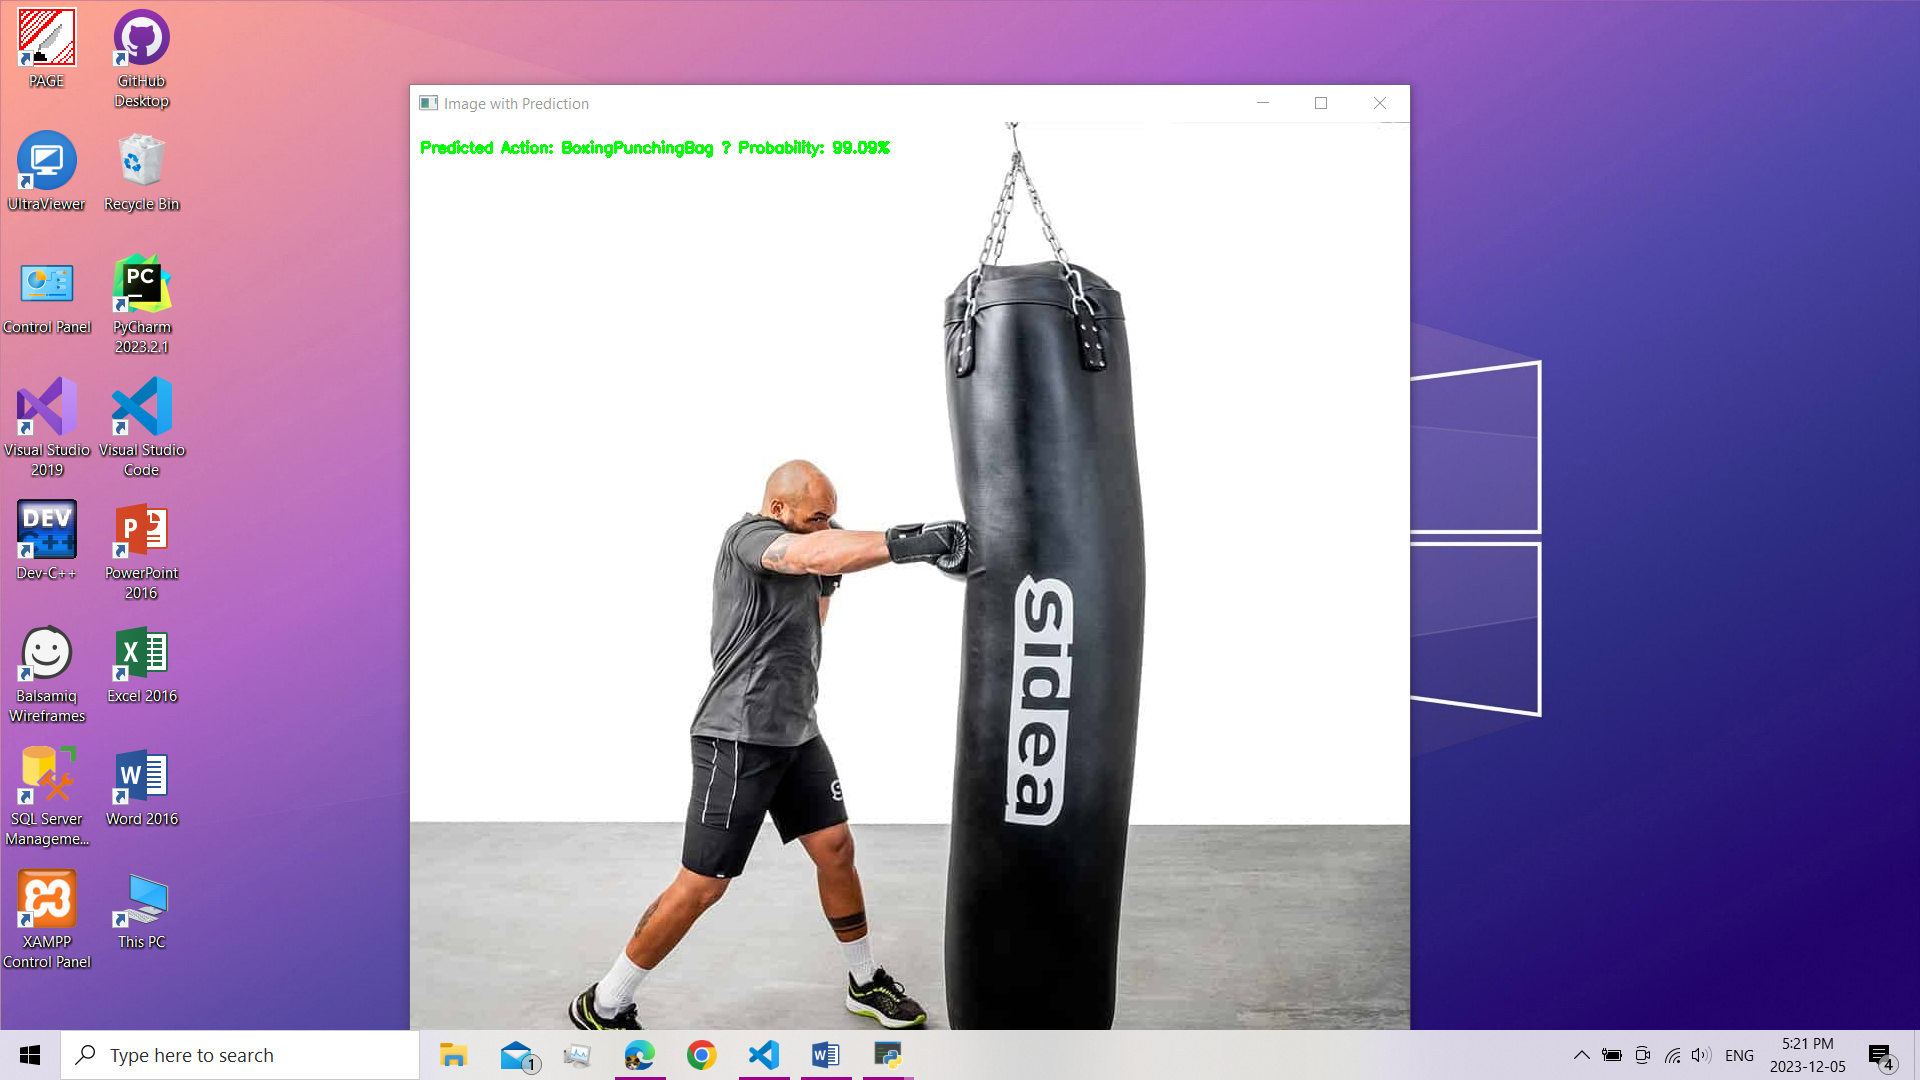 PAGE
GitHub
Desktop
UltraViewer
Recycle Bin
Control Panel
PC
PyCharm
2023.2.1
Visual Studio
2019
Visual Studio
Code
DEV
C++
Dev-C++
P
PowerPoint
2016
Balsamiq
Wireframes
X
Excel 2016
SQL Server
Manageme...
W
Word 2016
XAMPP
Control Panel
This PC
Image with Prediction
Predicted Action: BoxingPunchingBag ? Probability: 99.09%
sidea
Type here to search
1
W
ENG
5:21 PM
2023-12-05
4